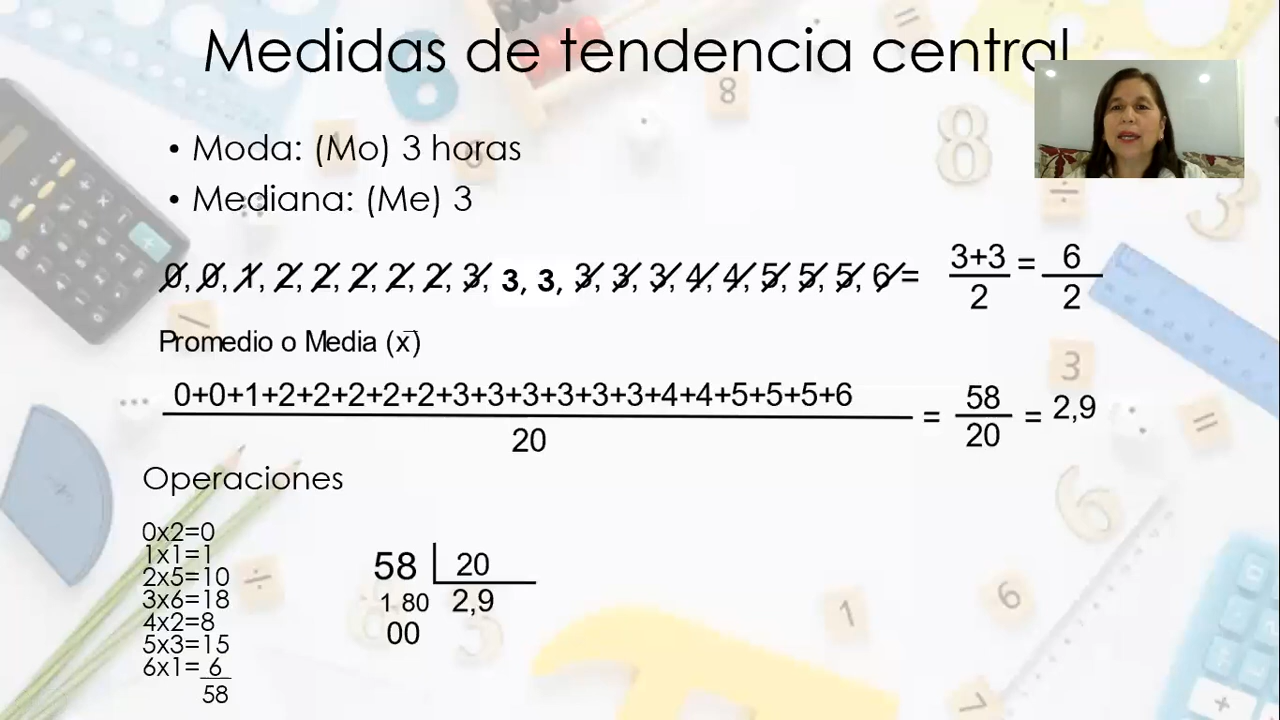 Medidas de tendencia central
• Moda: (Mo) 3 horas
• Mediana: (Me) 3
0, 0, 1, 2, 2, 2, 2, 2, 3, 3, 3, 3, 3, 3, 4, 4, 5, 5, 5, 6 = 3+3/2 = 6/2
Promedio o Media (x̅)
0+0+1+2+2+2+2+2+3+3+3+3+3+3+4+4+5+5+5+6
20
= 58/20 = 2,9
Operaciones
0x2=0
1x1=1
2x5=10
3x6=18
4x2=8
5x3=15
6x1=6
58
58 20
1 80 2,9
00